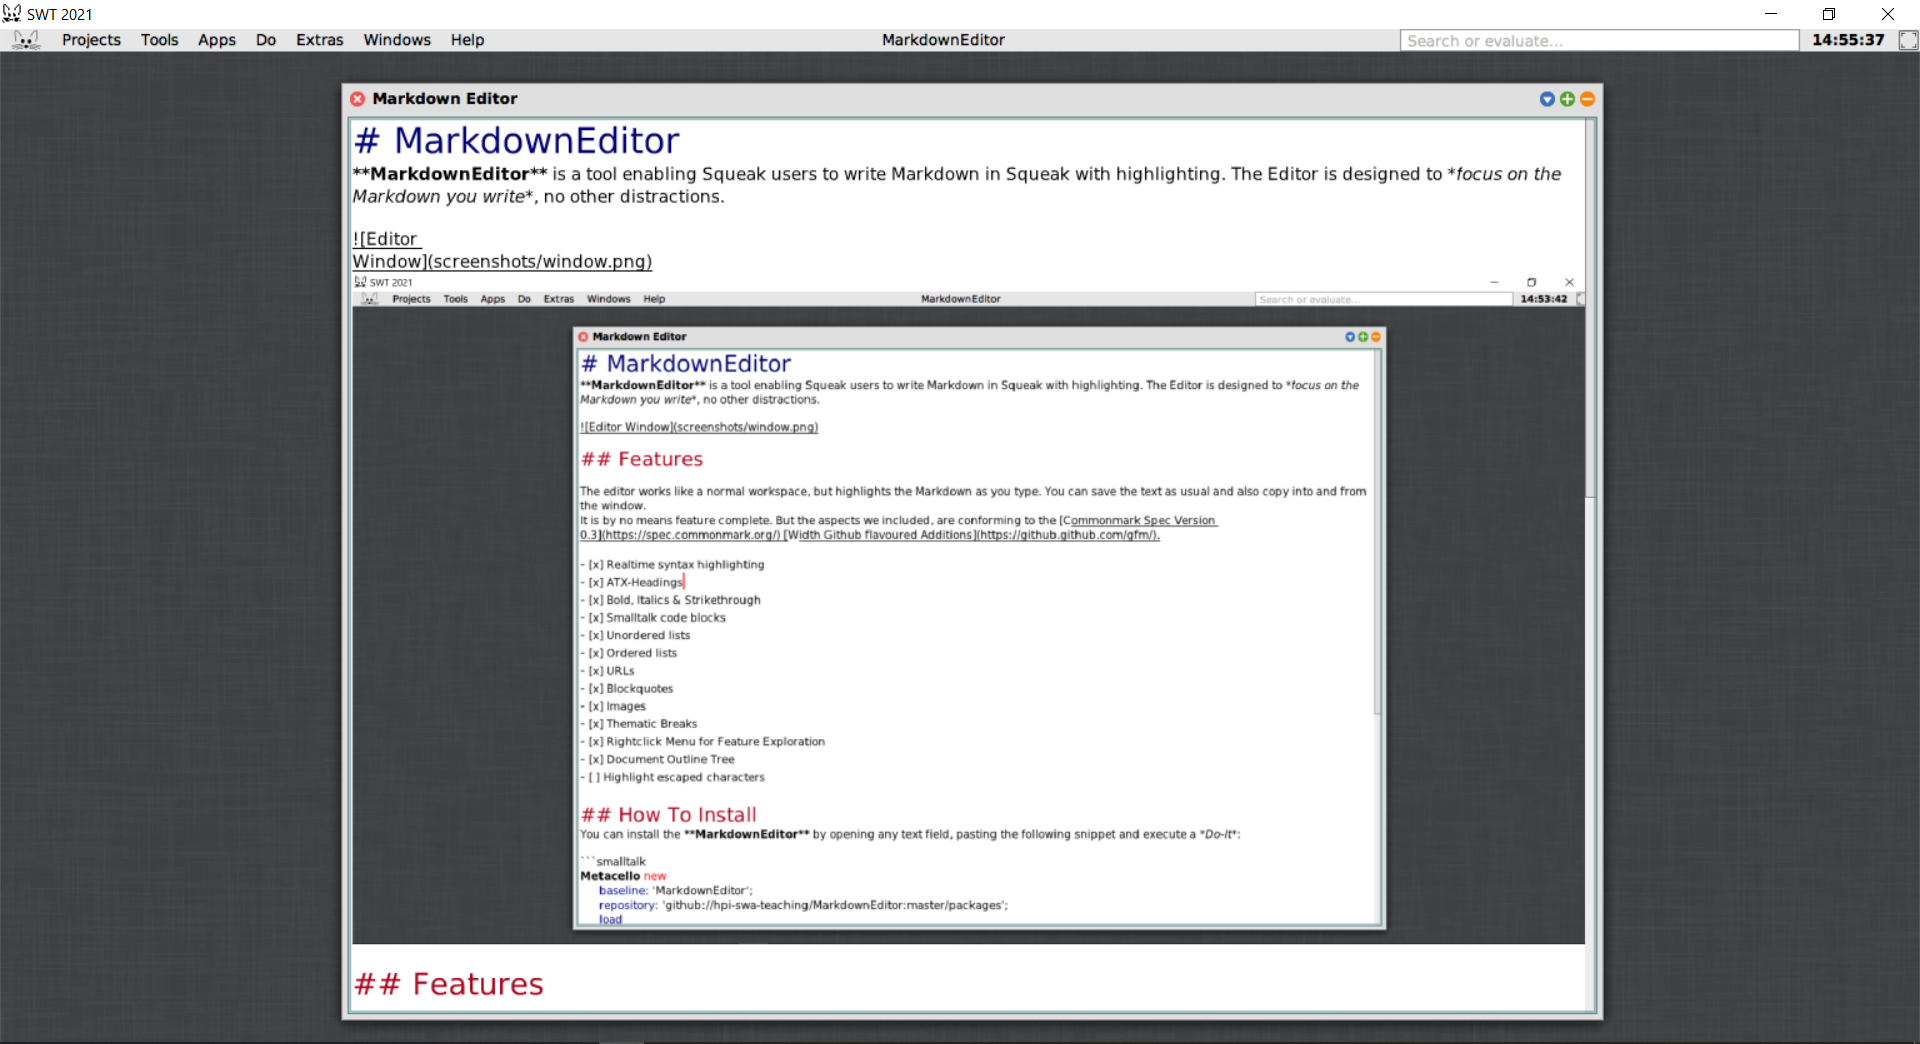 SWT 2021
Projects Tools Apps Do Extras Windows Help MarkdownEditor Search or evaluate... 14:55:37
Markdown Editor
# MarkdownEditor
**MarkdownEditor** is a tool enabling Squeak users to write Markdown in Squeak with highlighting. The Editor is designed to *focus on the
Markdown you write*, no other distractions.
![Editor
Window](screenshots/window.png)
SWT 2021
Projects Tools Apps Do Extras Windows Help MarkdownEditor Search or evaluate... 14:53:42
Markdown Editor
# MarkdownEditor
**MarkdownEditor** is a tool enabling Squeak users to write Markdown in Squeak with highlighting. The Editor is designed to *focus on the
Markdown you write*, no other distractions.
![Editor Window](screenshots/window.png)
## Features
The editor works like a normal workspace, but highlights the Markdown as you type. You can save the text as usual and also copy into and from
the window.
It is by no means feature complete. But the aspects we included, are conforming to the [Commonmark Spec Version
0.3](https://spec.commonmark.org/) [Width Github flavoured Additions](https://github.github.com/gfm/).
- [x] Realtime syntax highlighting
- [x] ATX-Headings
- [x] Bold, Italics & Strikethrough
- [x] Smalltalk code blocks
- [x] Unordered lists
- [x] Ordered lists
- [x] URLs
- [x] Blockquotes
- [x] Images
- [x] Thematic Breaks
- [x] Rightclick Menu for Feature Exploration
- [x] Document Outline Tree
- [ ] Highlight escaped characters
## How To Install
You can install the **MarkdownEditor** by opening any text field, pasting the following snippet and execute a *Do-It*:
```smalltalk
Metacello new
baseline: 'MarkdownEditor';
repository: 'github://hpi-swa-teaching/MarkdownEditor:master/packages';
load
## Features